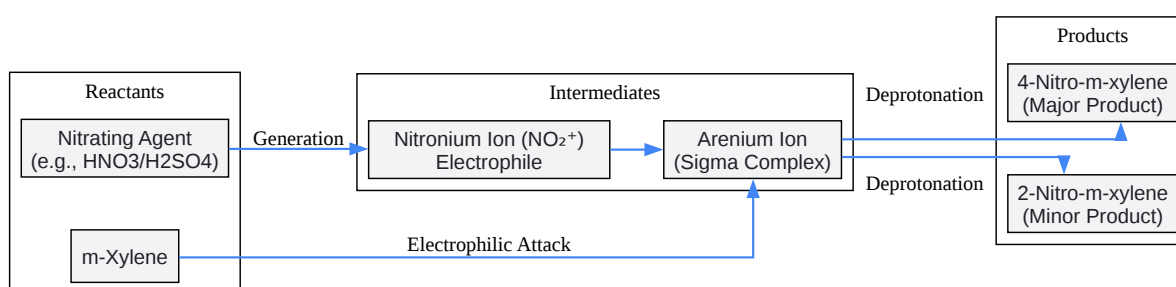 Reactants
Nitrating Agent
(e.g., HNO3/H2SO4)
m-Xylene
Generation
Electrophilic Attack
Intermediates
Nitronium Ion (NO₂⁺)
Electrophile
Arenium Ion
(Sigma Complex)
Deprotonation
Deprotonation
Products
4-Nitro-m-xylene
(Major Product)
2-Nitro-m-xylene
(Minor Product)